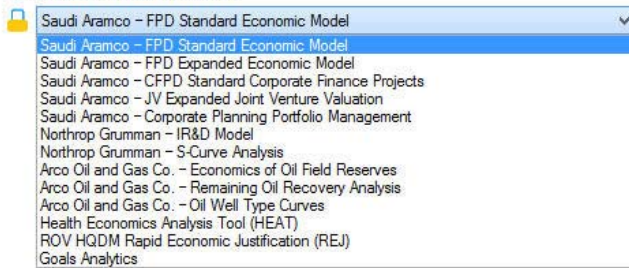 Saudi Aramco – FPD Standard Economic Model
Saudi Aramco – FPD Standard Economic Model
Saudi Aramco – FPD Expanded Economic Model
Saudi Aramco – CFPD Standard Corporate Finance Projects
Saudi Aramco – JV Expanded Joint Venture Valuation
Saudi Aramco – Corporate Planning Portfolio Management
Northrop Grumman – IR&D Model
Northrop Grumman – S-Curve Analysis
Arco Oil and Gas Co. – Economics of Oil Field Reserves
Arco Oil and Gas Co. – Remaining Oil Recovery Analysis
Arco Oil and Gas Co. – Oil Well Type Curves
Health Economics Analysis Tool (HEAT)
ROV HQDM Rapid Economic Justification (REJ)
Goals Analytics